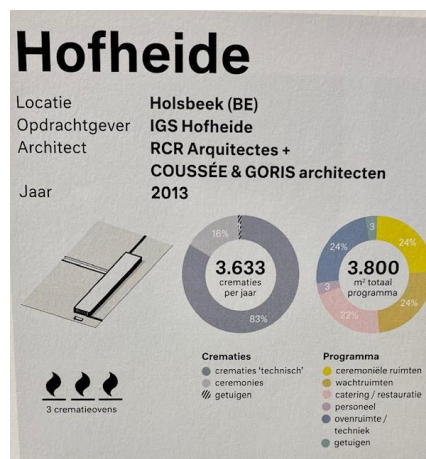 Hofheide
Locatie Holsbeek (BE)
Opdrachtgever IGS Hofheide
Architect RCR Arquitectes +
COUSSÉE & GORIS architecten
Jaar 2013
16%
3.633
crematies
per jaar
83%
3
24%
24%
3.800
m² totaal
programma
3
22%
24%
Crematies
crematies 'technisch'
ceremonies
getuigen
Programma
ceremoniële ruimten
wachtruimten
catering / restauratie
personeel
ovenruimte /
techniek
getuigen
3 crematieovens